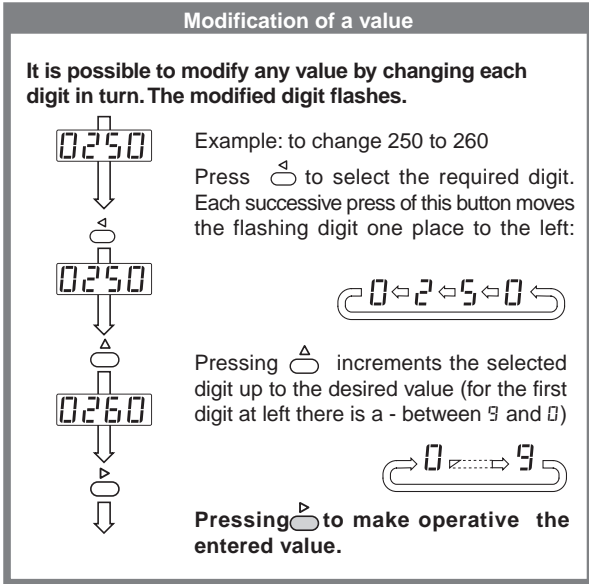 Modification of a value
It is possible to modify any value by changing each
digit in turn. The modified digit flashes.
0250
Example: to change 250 to 260
Press to select the required digit.
Each successive press of this button moves
the flashing digit one place to the left:
0250
0 2 5 0
Pressing increments the selected
digit up to the desired value (for the first
digit at left there is a - between 9 and 0)
0260
0 9
Pressing to make operative the
entered value.